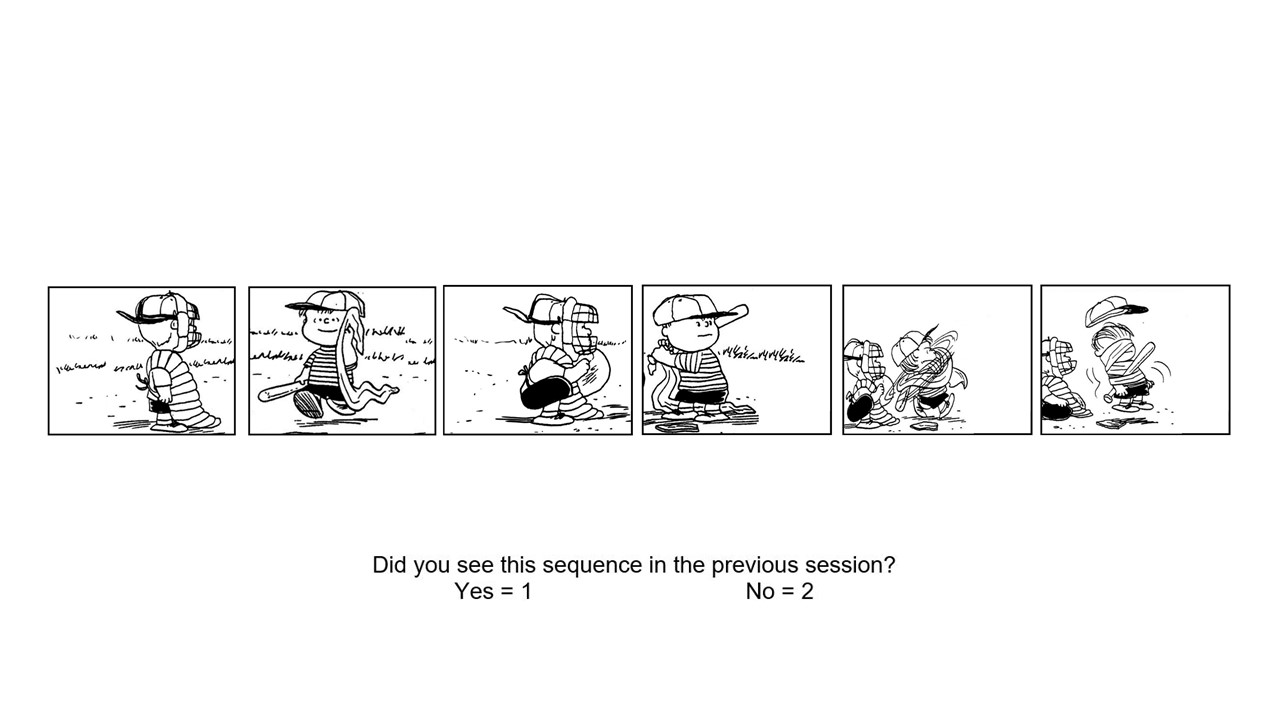 Did you see this sequence in the previous session?
Yes = 1 No = 2